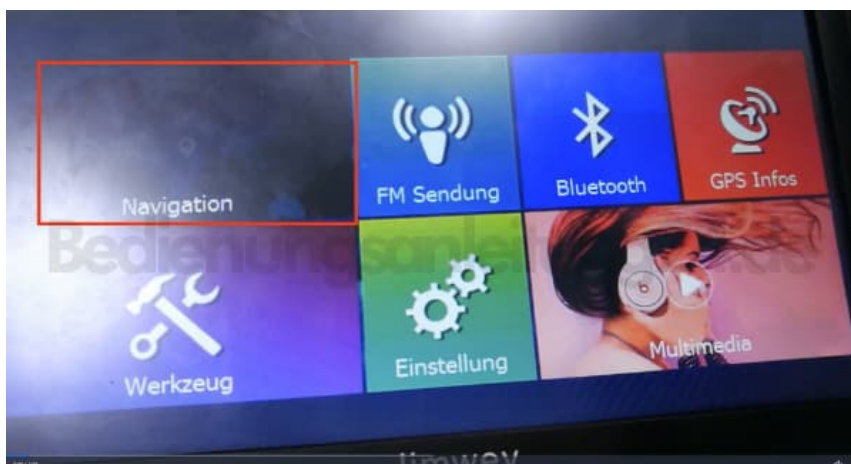 Navigation
FM Sendung
Bluetooth
GPS Infos
Werkzeug
Einstellung
Multimedia